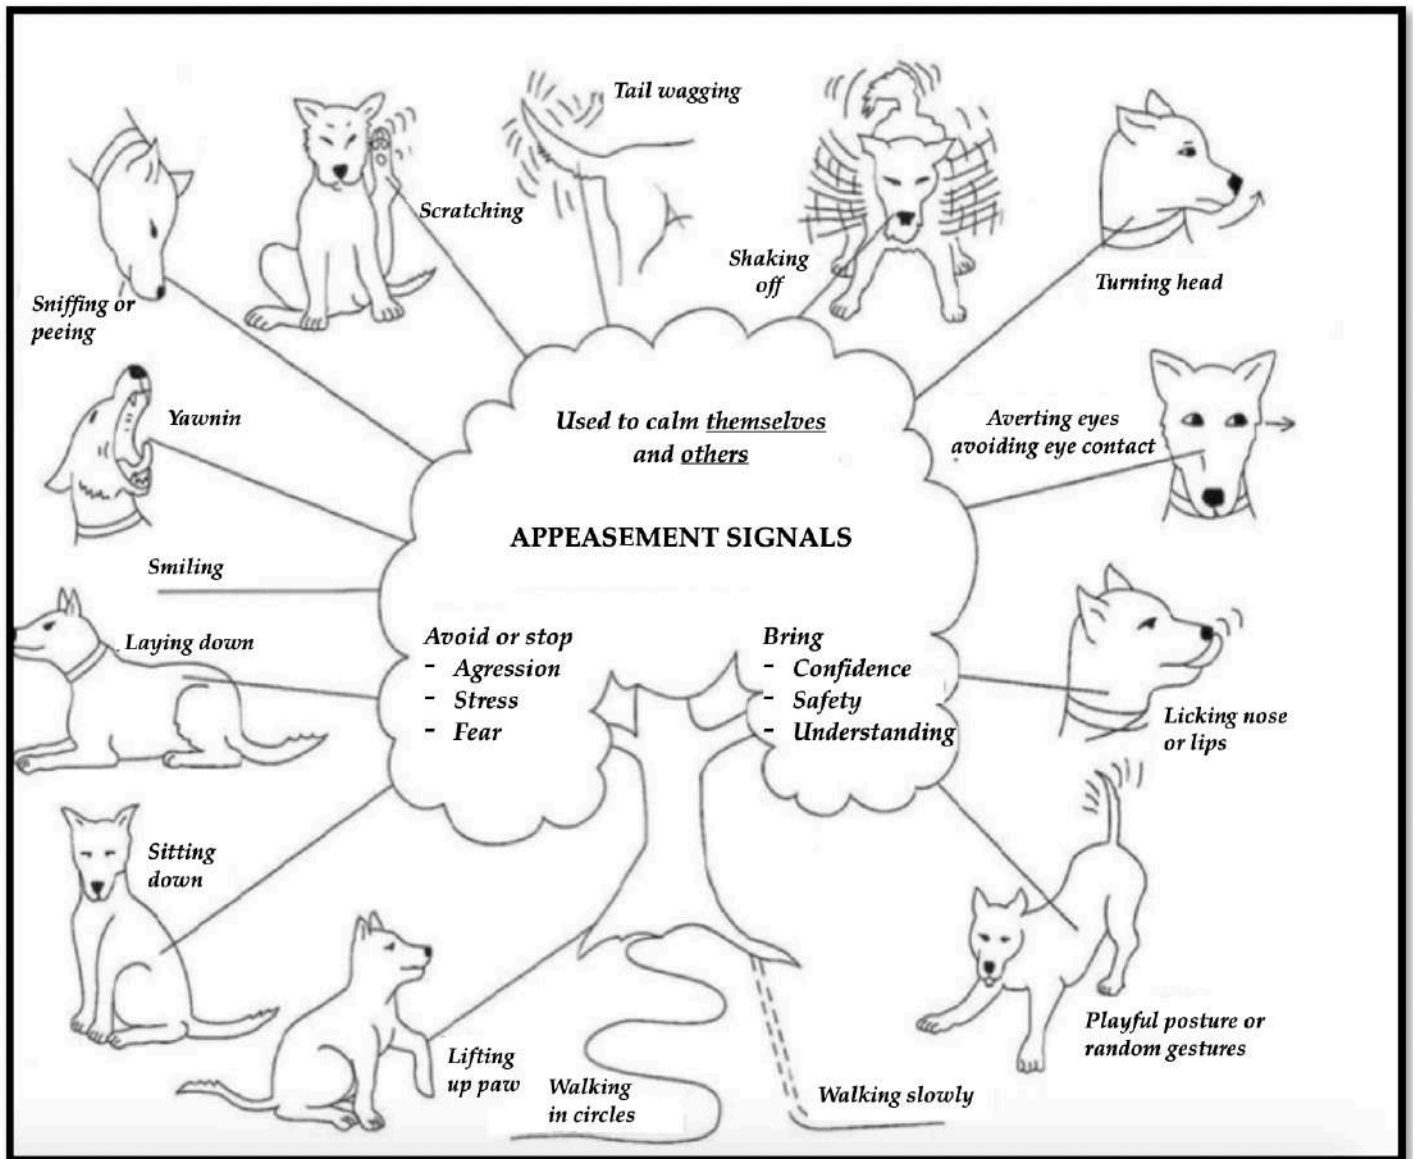 Tail wagging
Scratching
Shaking
off
Turning head
Sniffing or
peeing
Yawnin
Used to calm themselves
and others
Averting eyes
avoiding eye contact
APPEASEMENT SIGNALS
Smiling
Laying down
Avoid or stop
- Agression
- Stress
- Fear
Bring
- Confidence
- Safety
- Understanding
Licking nose
or lips
Sitting
down
Lifting
up paw
Walking
in circles
Walking slowly
Playful posture or
random gestures